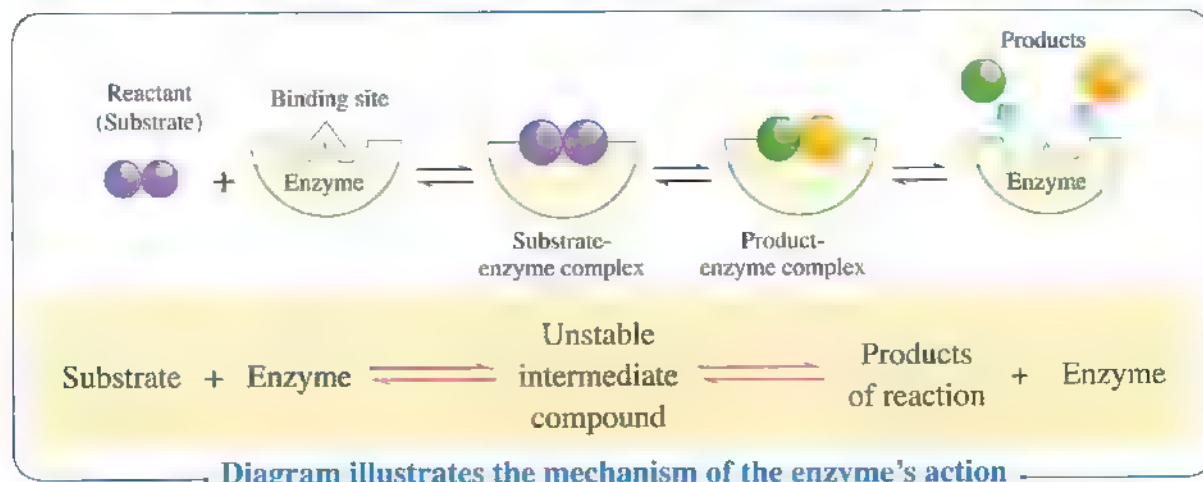 Products
Reactant
(Substrate)
Binding site
+
Enzyme
Enzyme
Substrate-
enzyme complex
Product-
enzyme complex
Substrate + Enzyme
Unstable
intermediate
compound
Products
of reaction
+ Enzyme
Diagram illustrates the mechanism of the enzyme's action